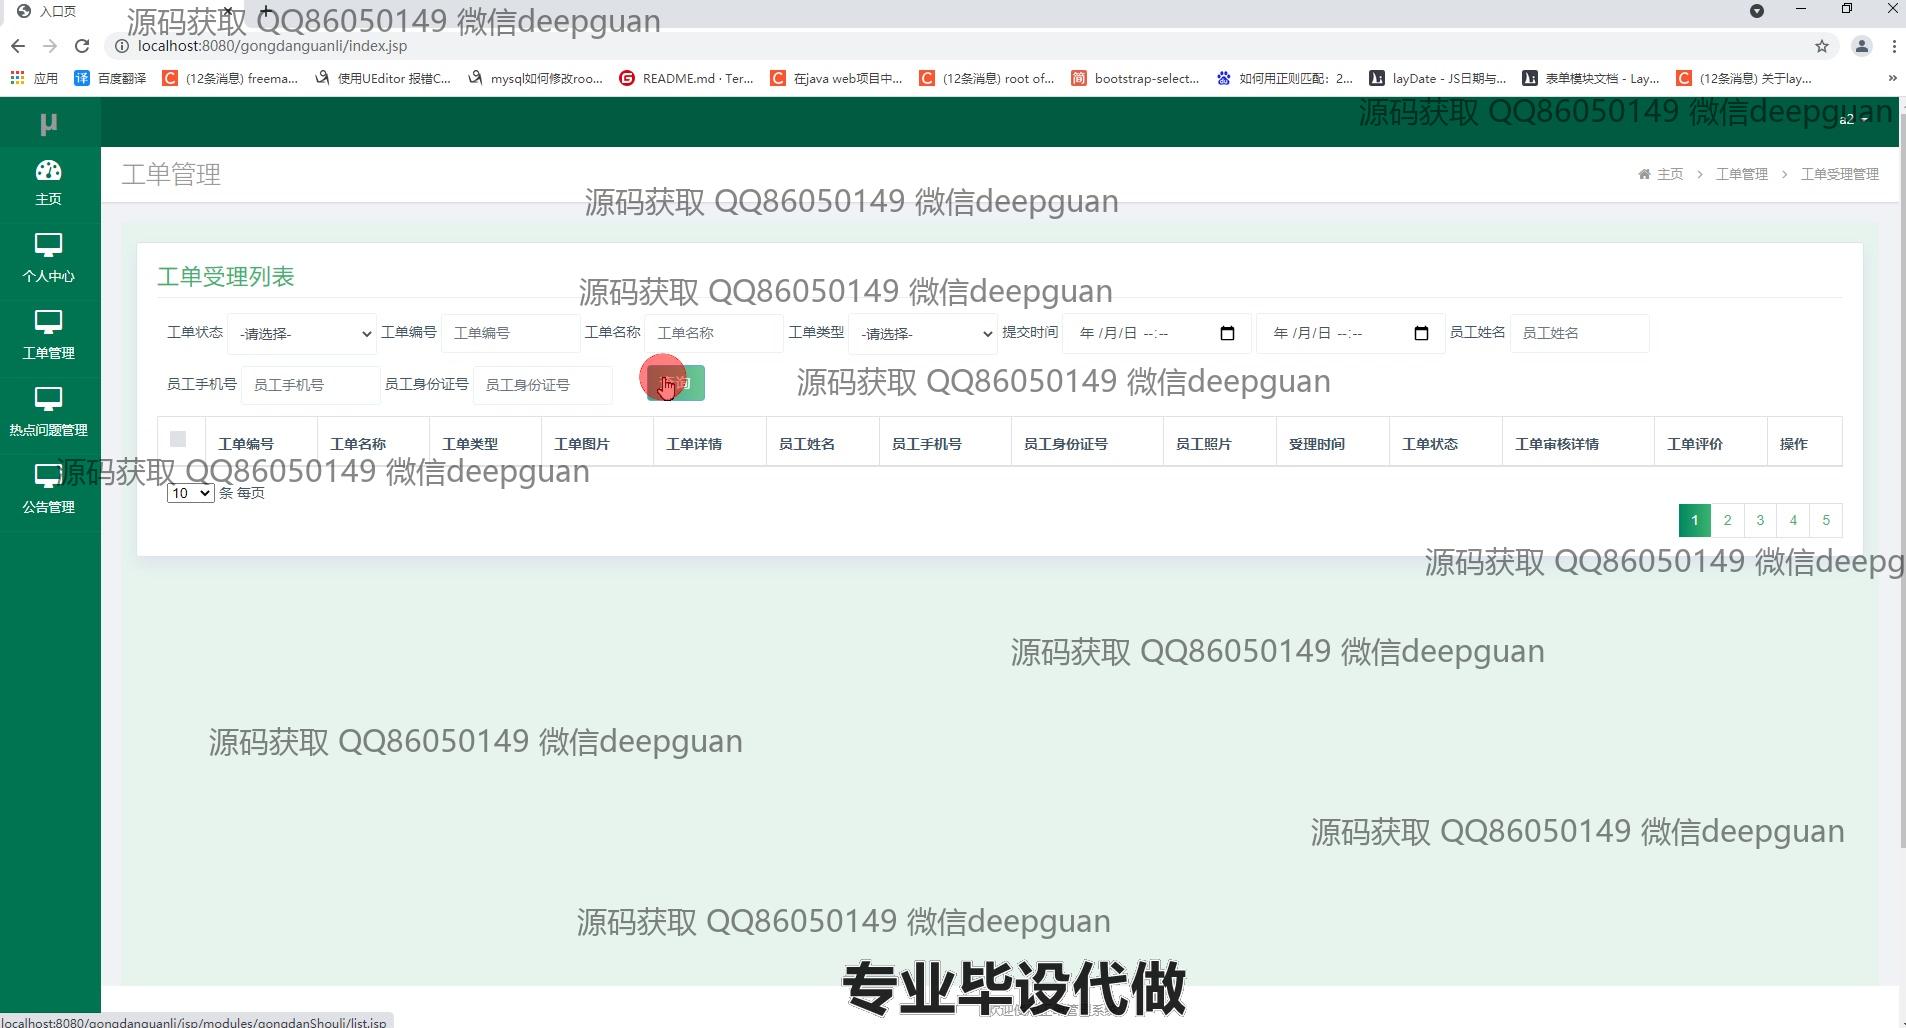 入口页
源码获取 QQ86050149 微信deepguan
localhost:8080/gongdanguanli/index.jsp
应用 百度翻译 (12条消息) freema... 使用UEditor 报错C... mysql如何修改roo... README.md · Ter... 在java web项目中... (12条消息) root of... bootstrap-select... 如何用正则匹配：2... layDate - JS日期与... 表单模块文档 - Lay... (12条消息) 关于lay... »
源码获取 QQ86050149 微信deepguan
μ
a2
主页
工单管理
主页 > 工单管理 > 工单受理管理
源码获取 QQ86050149 微信deepguan
个人中心
工单受理列表
源码获取 QQ86050149 微信deepguan
工单状态 -请选择- 工单编号 工单编号 工单名称 工单名称 工单类型 -请选择- 提交时间 年 /月/日 --:-- 年 /月/日 --:-- 员工姓名 员工姓名
工单管理
员工手机号 员工手机号 员工身份证号 员工身份证号 询
源码获取 QQ86050149 微信deepguan
热点问题管理
工单编号 工单名称 工单类型 工单图片 工单详情 员工姓名 员工手机号 员工身份证号 员工照片 受理时间 工单状态 工单审核详情 工单评价 操作
源码获取 QQ86050149 微信deepguan
10 条 每页
公告管理
1 2 3 4 5
源码获取 QQ86050149 微信deepg
源码获取 QQ86050149 微信deepguan
源码获取 QQ86050149 微信deepguan
源码获取 QQ86050149 微信deepguan
源码获取 QQ86050149 微信deepguan
专业毕设代做
localhost:8080/gongdanguanli/jsp/modules/gongdanShouli/list.jsp